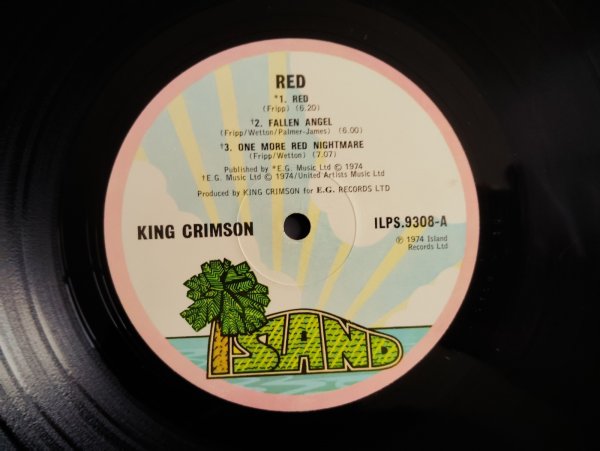 RED
*1. RED
(Fripp) (6.20)
†2. FALLEN ANGEL
(Fripp/Wetton/Palmer-James) (6.00)
†3. ONE MORE RED NIGHTMARE
(Fripp/Wetton) (7.07)
Published by *E.G. Music Ltd © 1974
†E.G. Music Ltd © 1974/United Artists Music Ltd
Produced by KING CRIMSON for E.G. RECORDS LTD
KING CRIMSON
ILPS.9308-A
℗ 1974 Island
Records Ltd
ISLAND